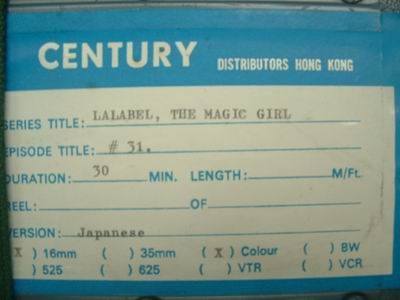 CENTURY DISTRIBUTORS HONG KONG
SERIES TITLE: LALABEL, THE MAGIC GIRL
EPISODE TITLE: # 31.
DURATION: 30 MIN. LENGTH: M/Ft.
REEL: OF
VERSION: Japanese
X ) 16mm ( ) 35mm ( X ) Colour ( ) BW
) 525 ( ) 625 ( ) VTR ( ) VCR